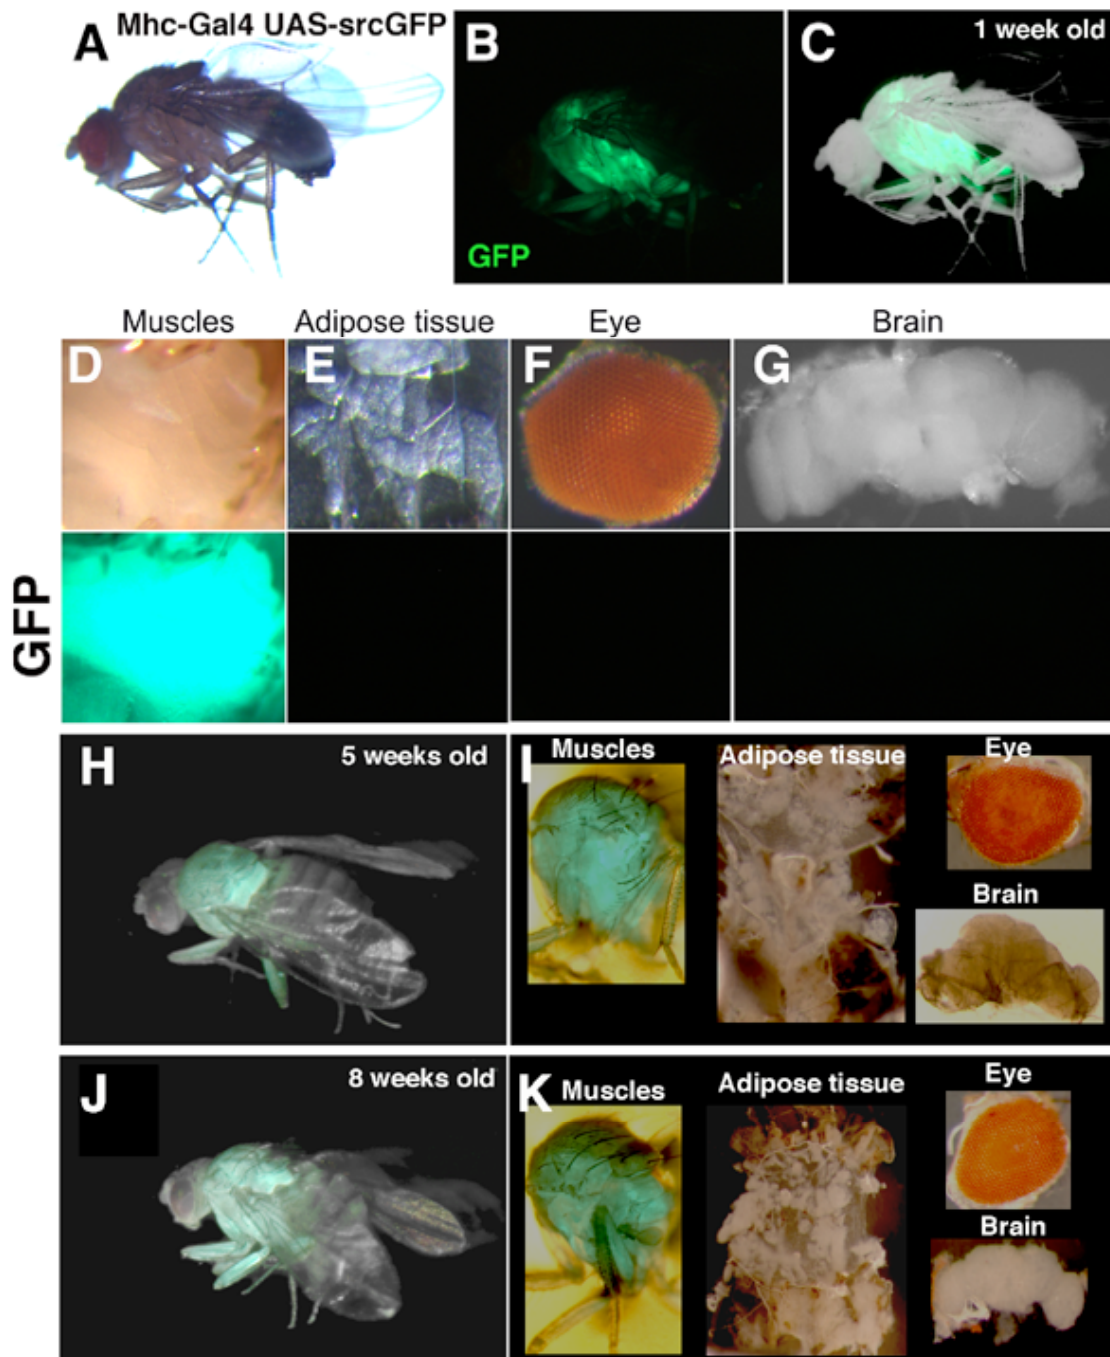 A Mhc-Gal4 UAS-srcGFP
B
GFP
C 1 week old
Muscles Adipose tissue Eye Brain
D E F G
GFP
H 5 weeks old
I Muscles Adipose tissue Eye
Brain
J 8 weeks old
K Muscles Adipose tissue Eye
Brain